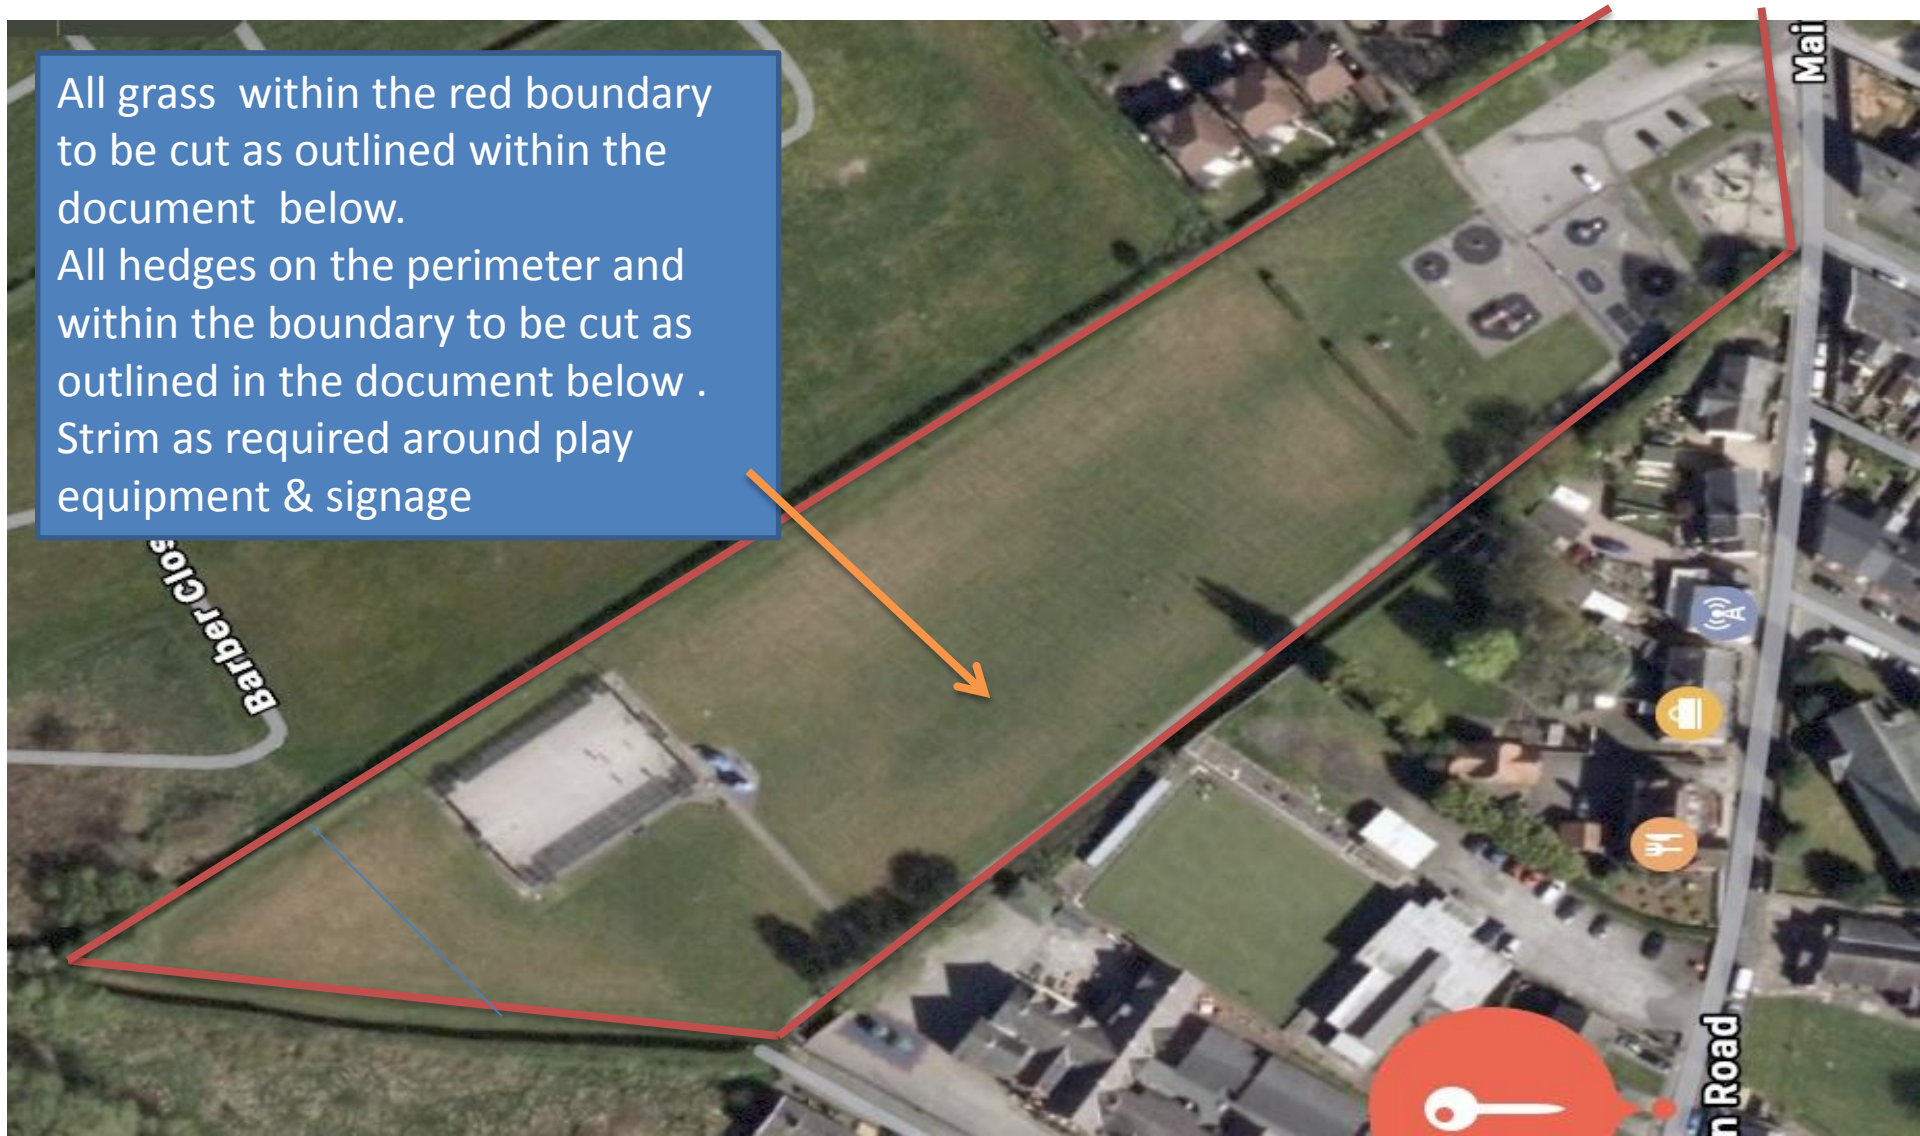 All grass within the red boundary
to be cut as outlined within the
document below.
All hedges on the perimeter and
within the boundary to be cut as
outlined in the document below .
Strim as required around play
equipment & signage
Mai
Barber Clos
n Road